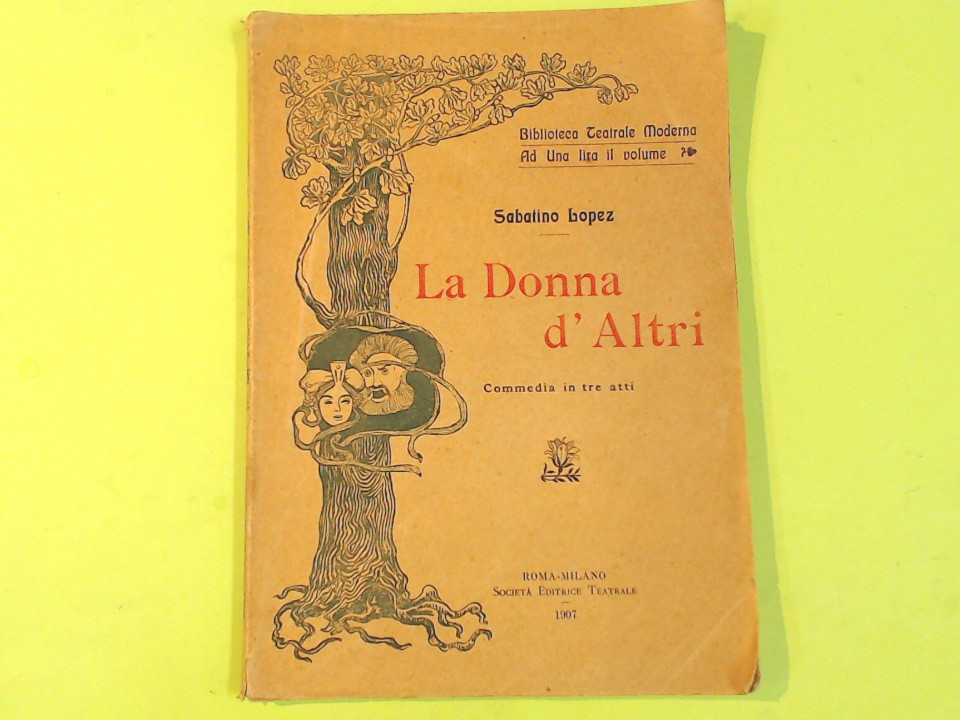 Biblioteca Teatrale Moderna
Ad Una lira il volume
Sabatino Lopez
La Donna
d' Altri
Commedia in tre atti
ROMA-MILANO
SOCIETÀ EDITRICE TEATRALE
1907